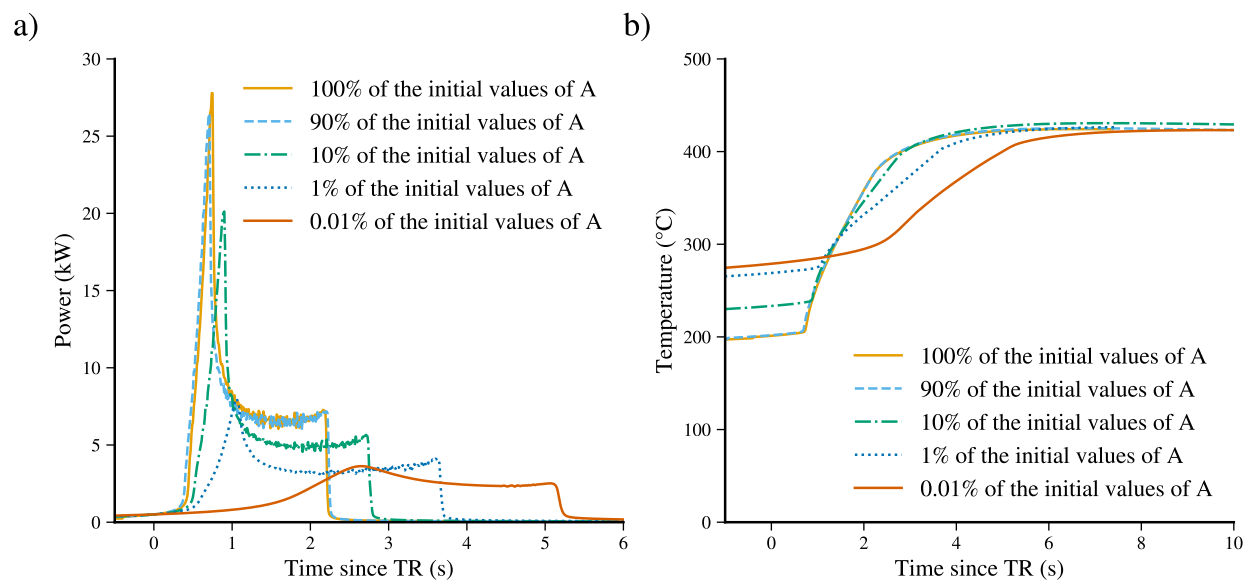 a)
30
25
20
15
10
5
0
Power (kW)
100% of the initial values of A
90% of the initial values of A
10% of the initial values of A
1% of the initial values of A
0.01% of the initial values of A
0 1 2 3 4 5 6
Time since TR (s)
b)
500
400
300
200
100
0
Temperature (°C)
100% of the initial values of A
90% of the initial values of A
10% of the initial values of A
1% of the initial values of A
0.01% of the initial values of A
0 2 4 6 8 10
Time since TR (s)